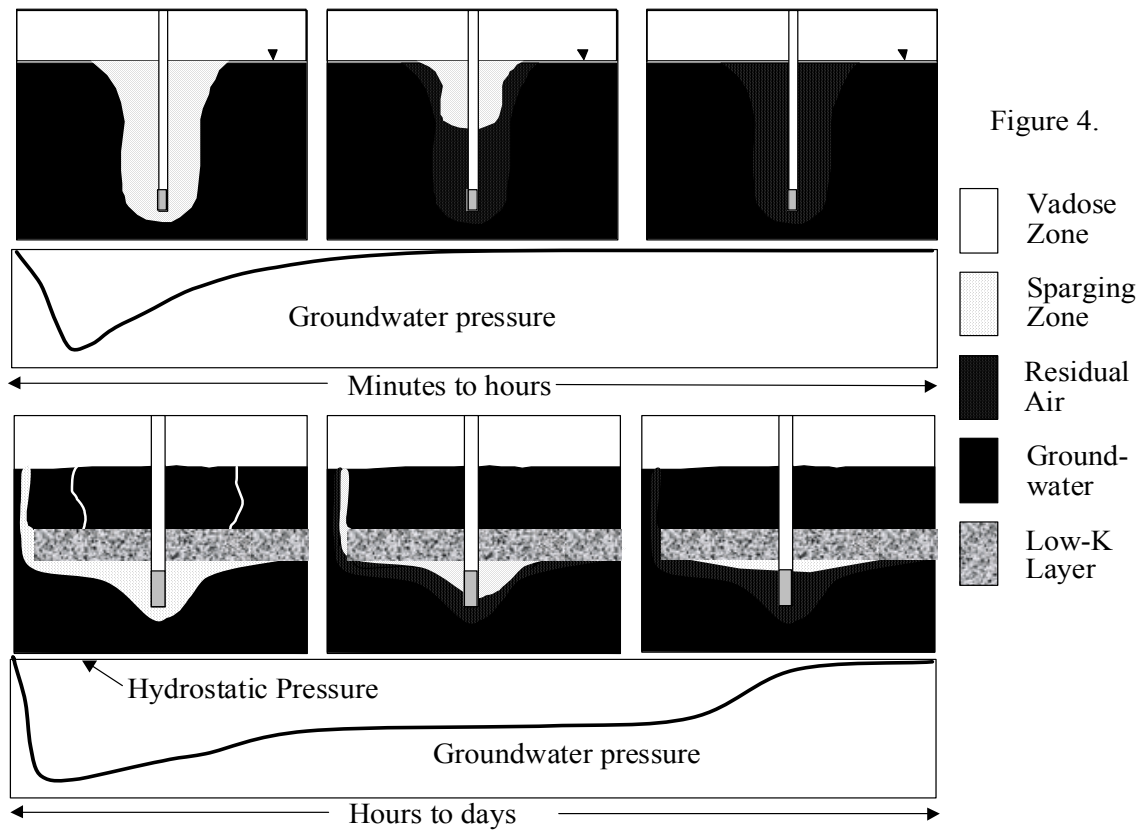 Figure 4.
Vadose
Zone
Sparging
Zone
Residual
Air
Ground-
water
Low-K
Layer
Groundwater pressure
Minutes to hours
Hydrostatic Pressure
Groundwater pressure
Hours to days